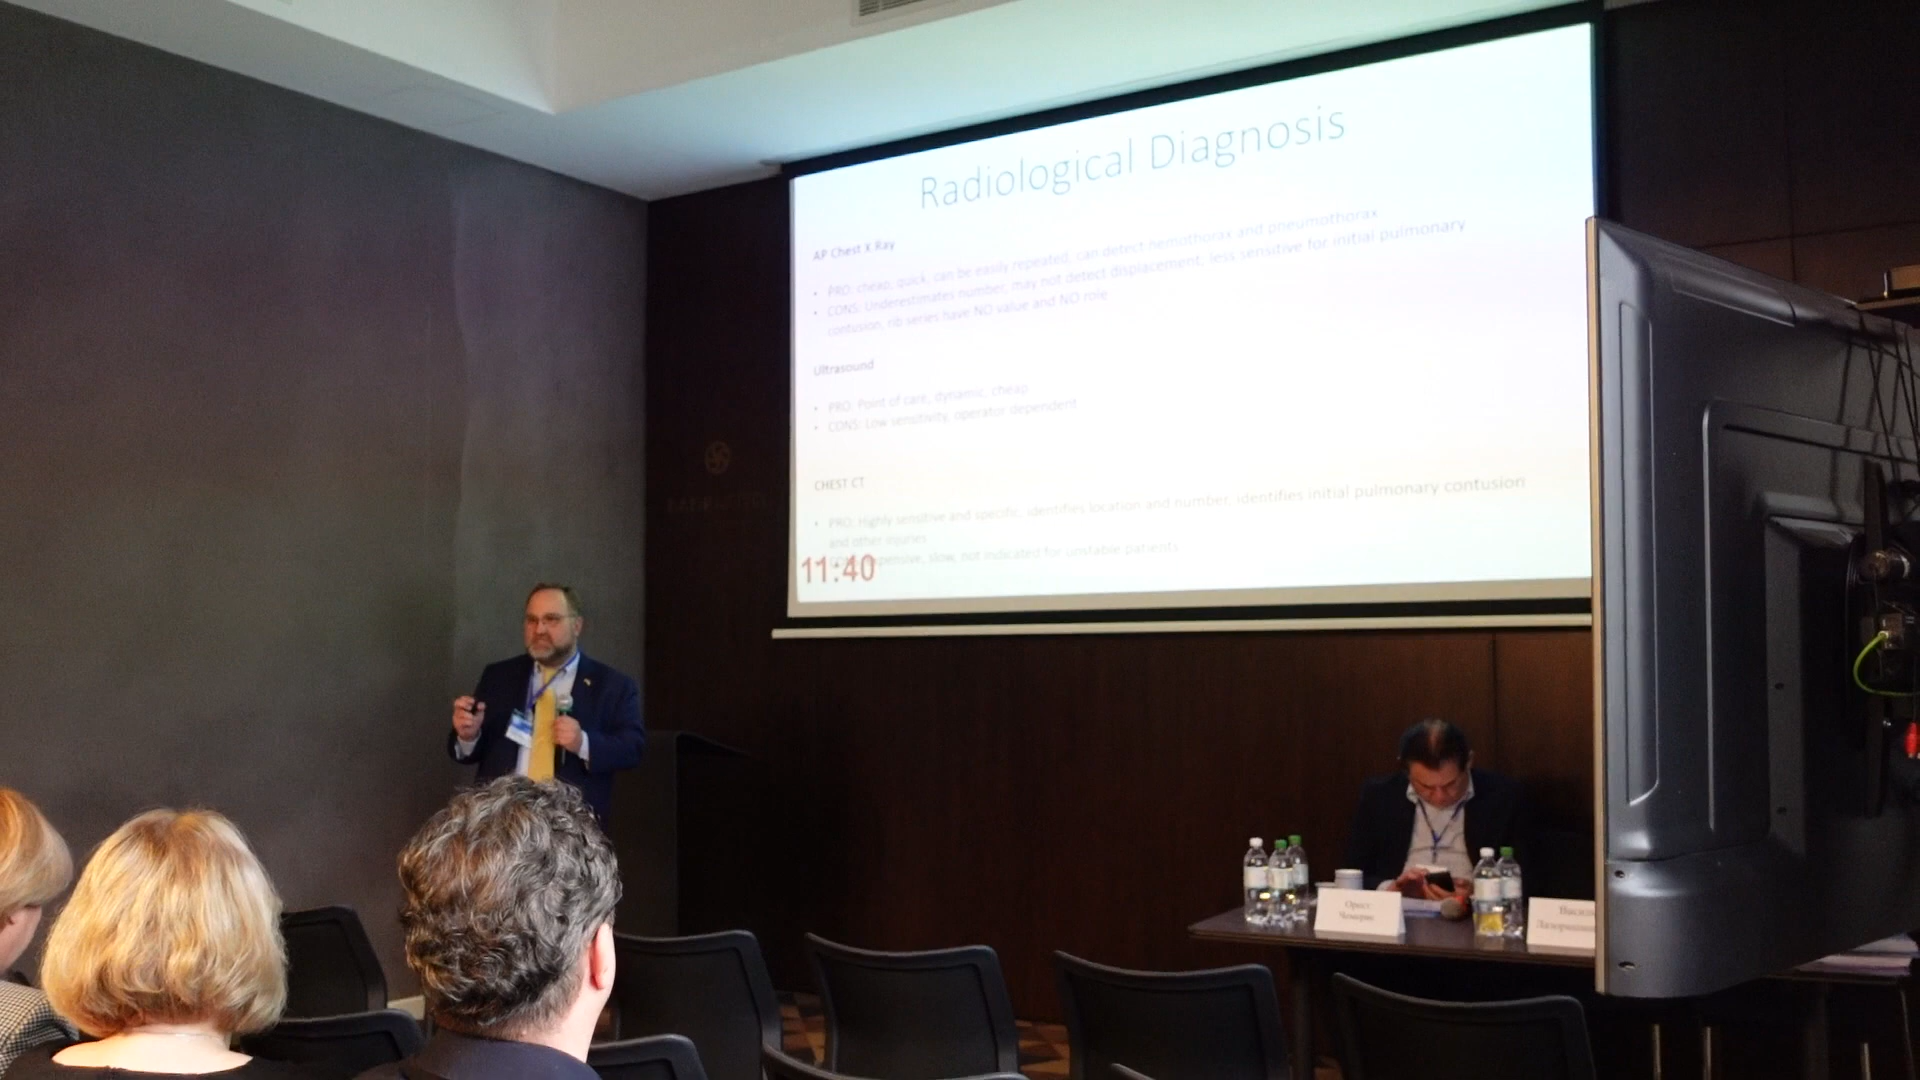 Radiological Diagnosis
AP Chest X Ray
• PRO: cheap, quick, can be easily repeated, can detect hemothorax and pneumothorax
• CONS: Underestimates number, may not detect displacement, less sensitive for initial pulmonary
contusion, rib series have NO value and NO role
Ultrasound
• PRO: Point of care, dynamic, cheap
• CONS: Low sensitivity, operator dependent
CHEST CT
• PRO: Highly sensitive and specific, identifies location and number, identifies initial pulmonary contusion
and other injuries
expensive, slow, not indicated for unstable patients
11:40
Орест
Чемерис